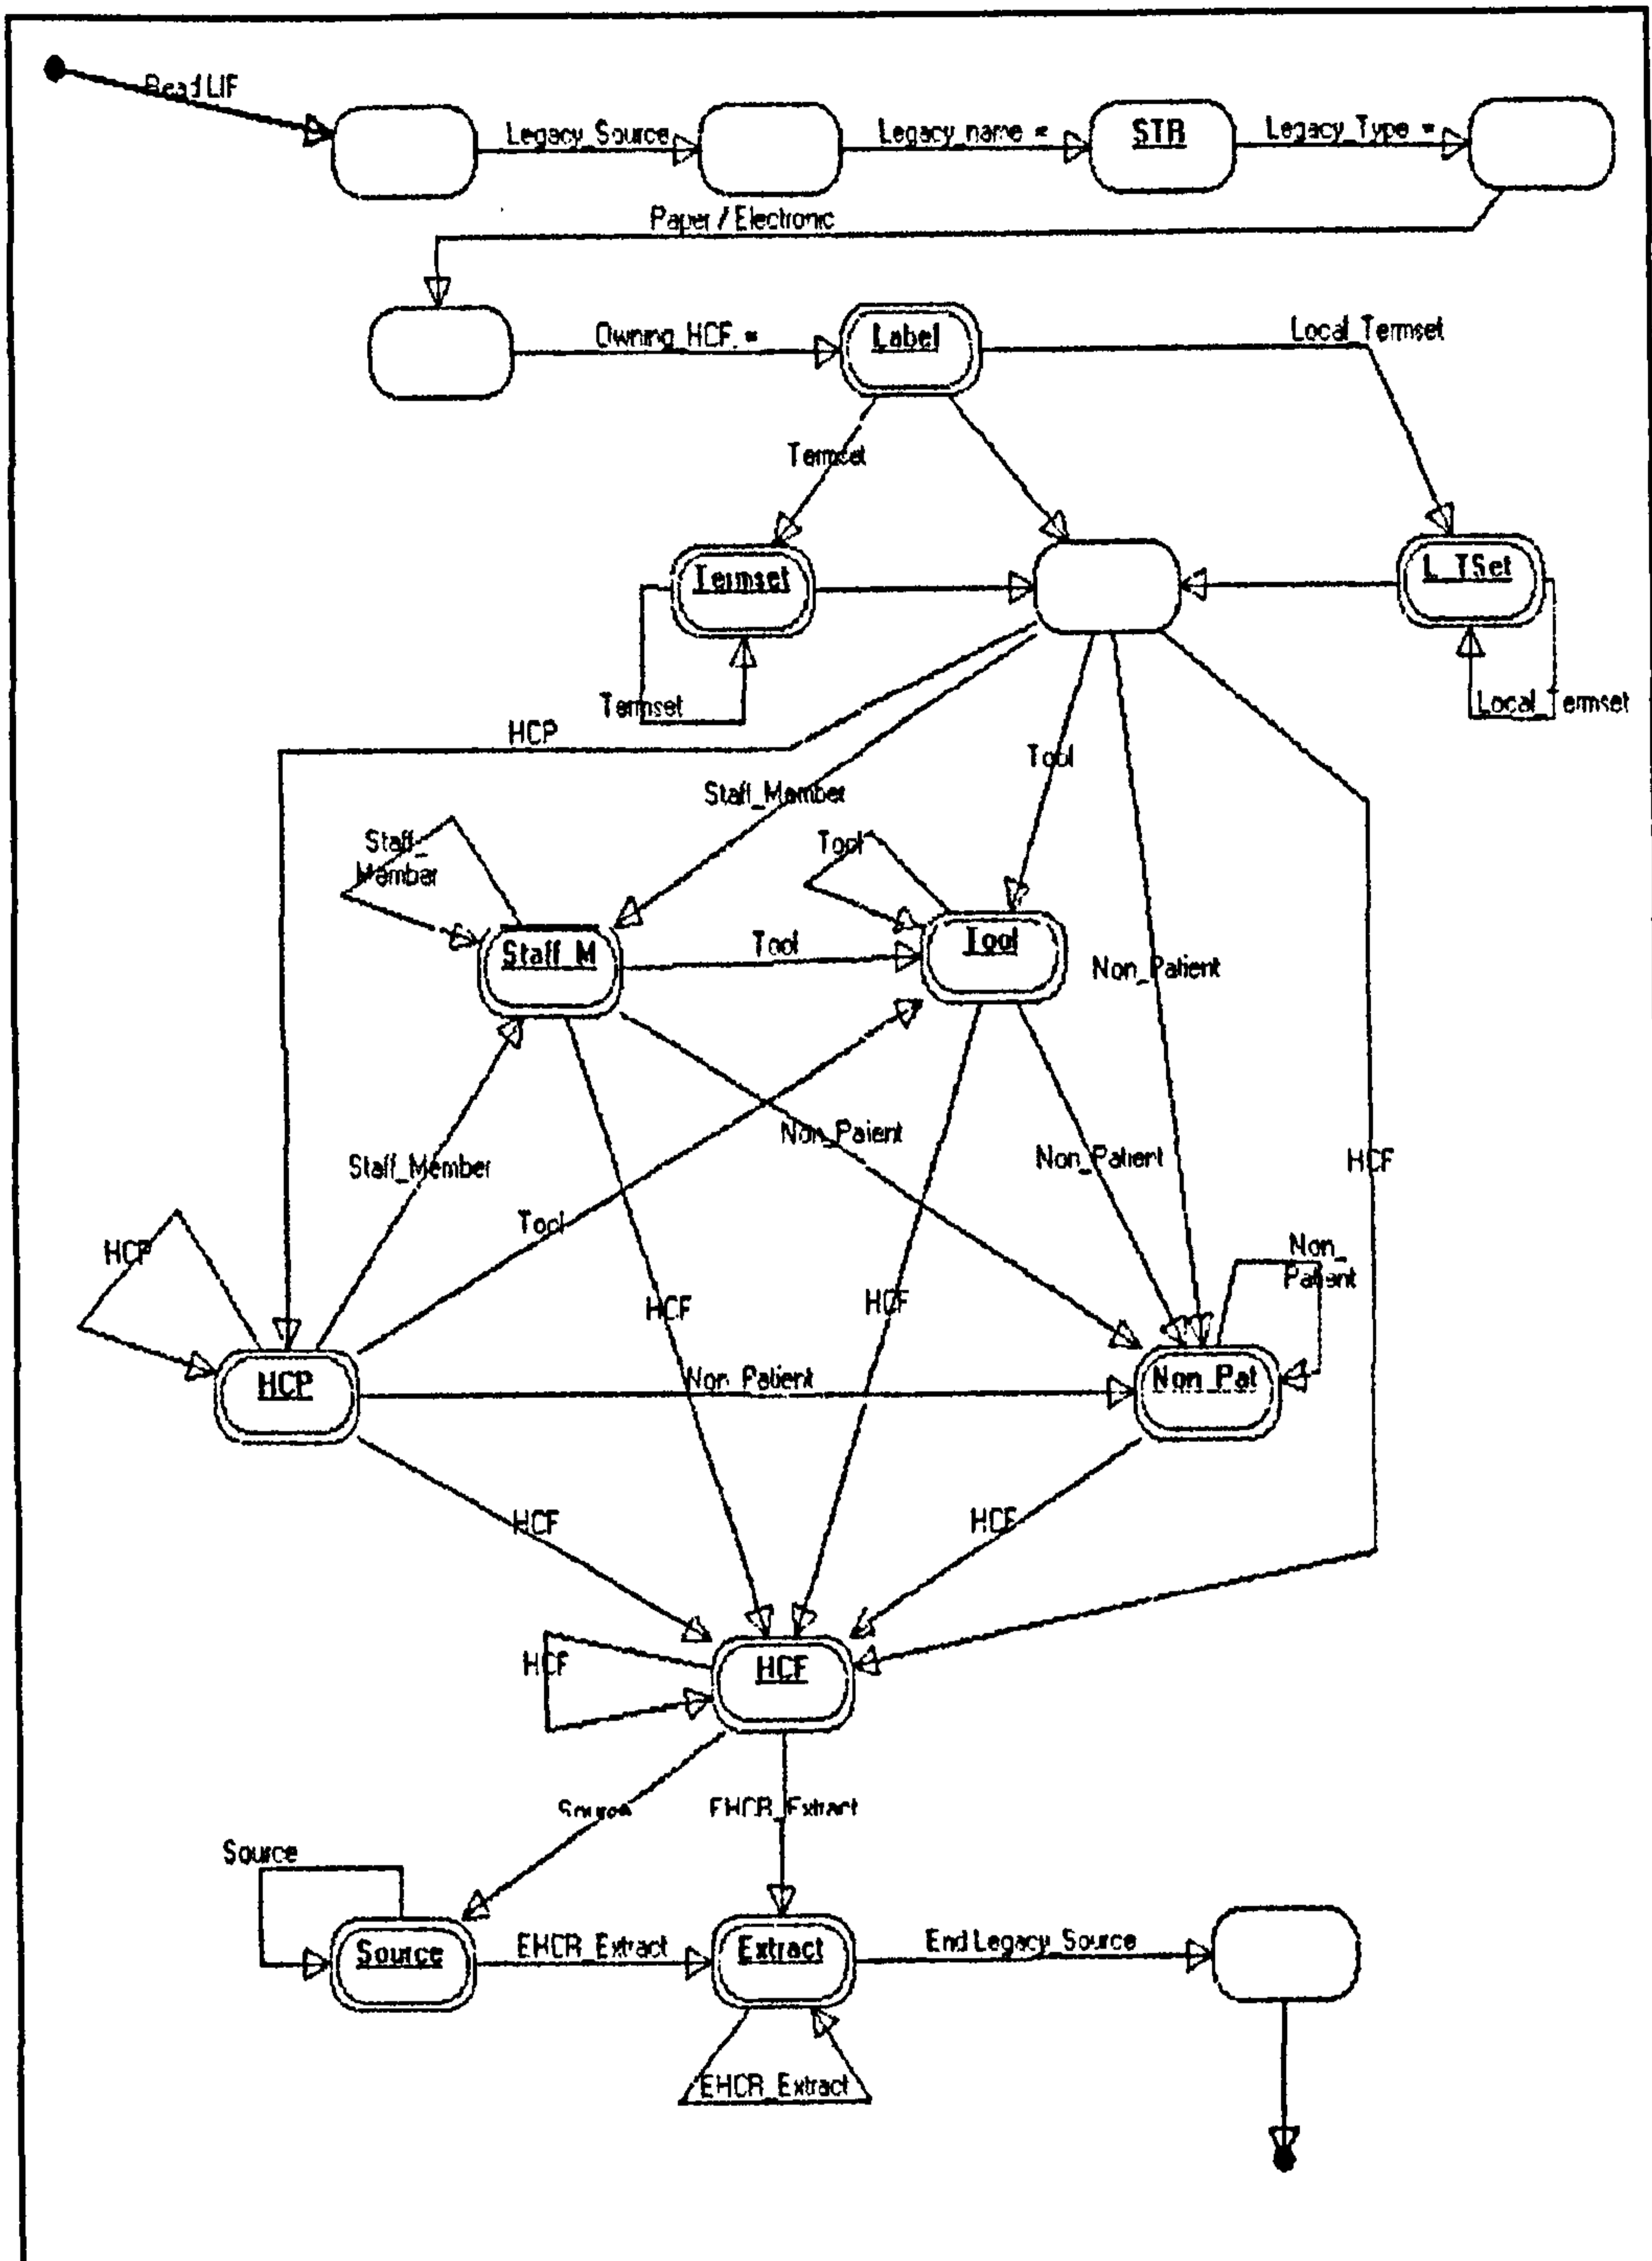 Read LIF
Legacy_Source
Legacy_name =
STR
Legacy_Type =
Paper / Electronic
Owning_HCF. =
Label
Local_Termset
Termset
Termset
L_TSet
Termset
Local_Termset
HCP
Tool
Staff_Member
Staff_
Member
Tool
Staff_M
Tool
Tool
Non_Patient
Non_Paient
Non_Patient
HCF
Staff_Member
Tool
HCP
Non_
Patient
HCF
HCF
HCP
Non_Patient
Non_Pat
HCF
HCF
HCF
HCF
Source
EHCR_Extract
Source
Source
EHCR_Extract
Extract
End Legacy_Source
EHCR_Extract